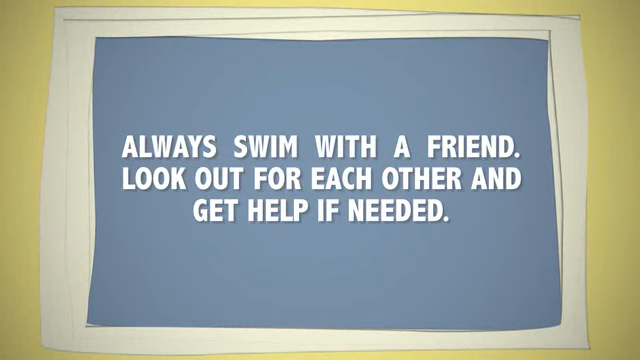 ALWAYS SWIM WITH A FRIEND.
LOOK OUT FOR EACH OTHER AND
GET HELP IF NEEDED.